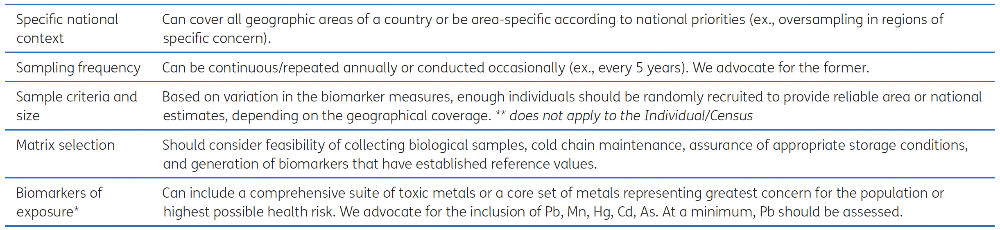 Specific national context
Can cover all geographic areas of a country or be area-specific according to national priorities (ex., oversampling in regions of
specific concern).
Sampling frequency
Can be continuous/repeated annually or conducted occasionally (ex., every 5 years). We advocate for the former.
Sample criteria and size
Based on variation in the biomarker measures, enough individuals should be randomly recruited to provide reliable area or national
estimates, depending on the geographical coverage. ** does not apply to the Individual/Census
Matrix selection
Should consider feasibility of collecting biological samples, cold chain maintenance, assurance of appropriate storage conditions,
and generation of biomarkers that have established reference values.
Biomarkers of exposure*
Can include a comprehensive suite of toxic metals or a core set of metals representing greatest concern for the population or
highest possible health risk. We advocate for the inclusion of Pb, Mn, Hg, Cd, As. At a minimum, Pb should be assessed.